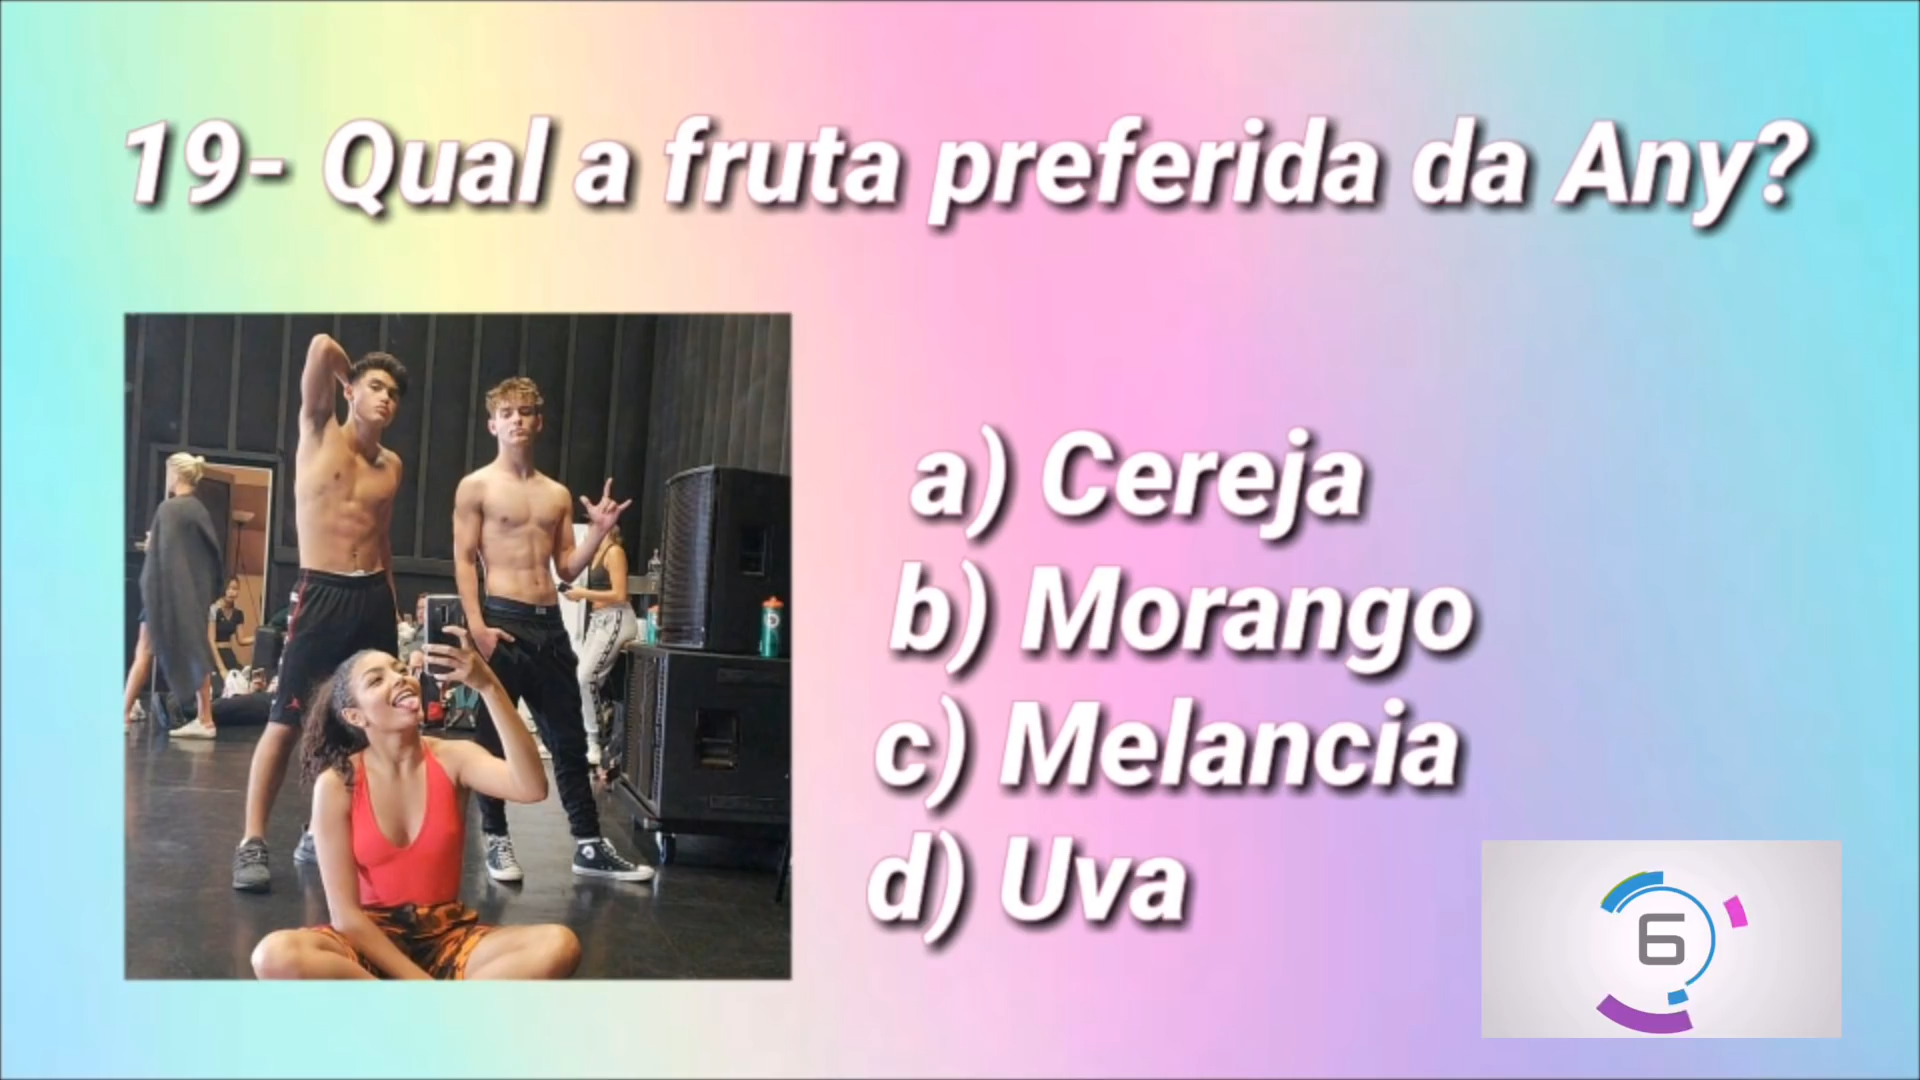 19- Qual a fruta preferida da Any?
a) Cereja
b) Morango
c) Melancia
d) Uva
6